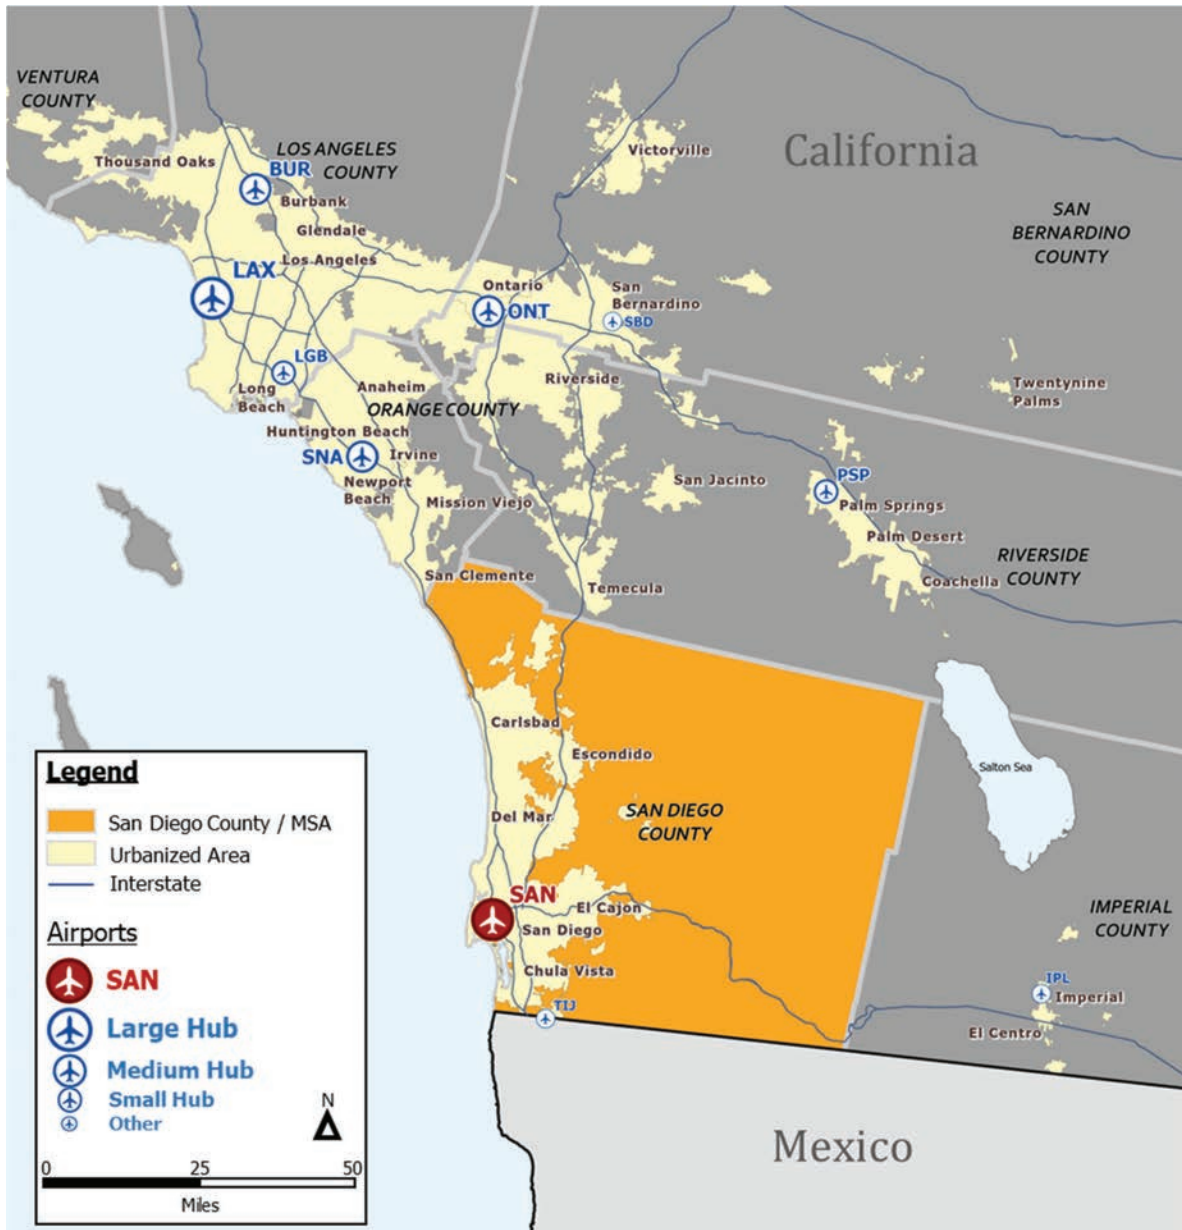 VENTURA
COUNTY
Thousand Oaks
LOS ANGELES
COUNTY
BUR
Burbank
Glendale
Los Angeles
LAX
Victorville
California
SAN
BERNARDINO
COUNTY
Ontario
ONT
San
Bernardino
SBD
LGB
Long
Beach
Anaheim
ORANGE COUNTY
Riverside
Twentynine
Palms
Huntington Beach
SNA
Irvine
Newport
Beach
Mission Viejo
San Jacinto
PSP
Palm Springs
Palm Desert
Coachella
RIVERSIDE
COUNTY
San Clemente
Temecula
Carlsbad
Escondido
Salton Sea
Del Mar
SAN DIEGO
COUNTY
SAN
El Cajon
San Diego
Chula Vista
TIJ
IMPERIAL
COUNTY
IPL
Imperial
El Centro
Mexico
Legend
San Diego County / MSA
Urbanized Area
Interstate
Airports
SAN
Large Hub
Medium Hub
Small Hub
Other
N
0 25 50
Miles